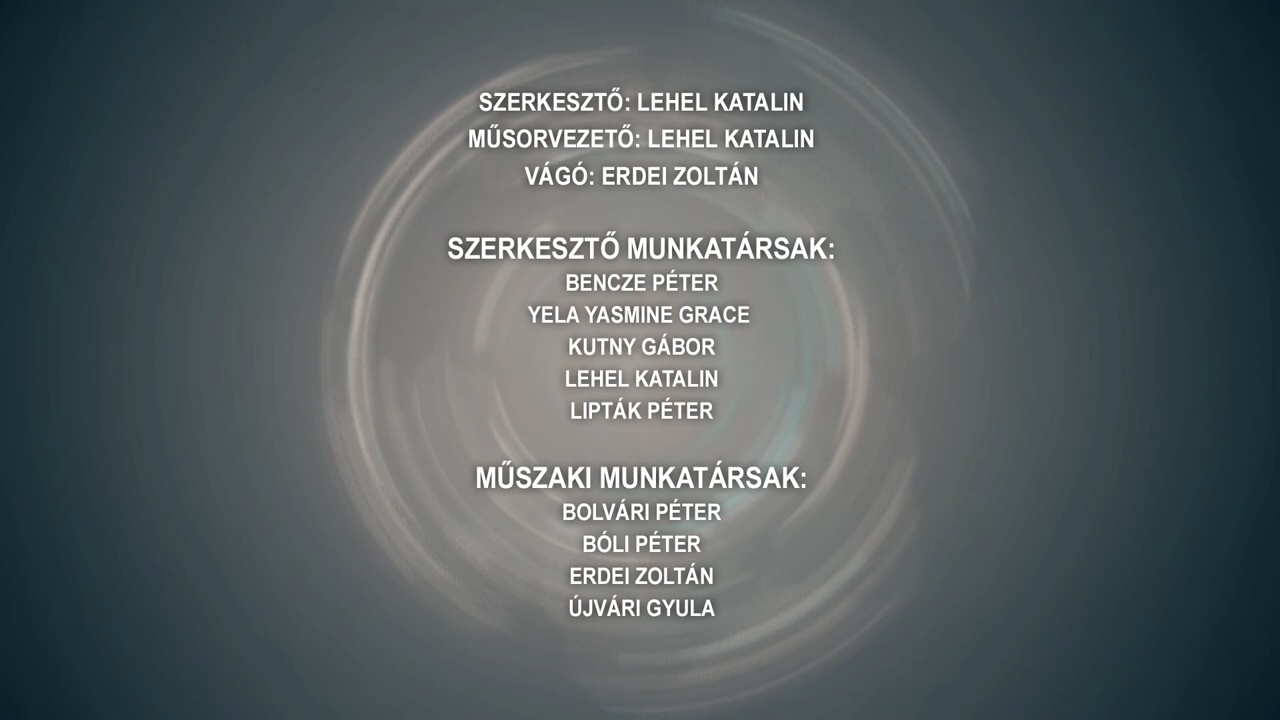 SZERKESZTŐ: LEHEL KATALIN
MŰSORVEZETŐ: LEHEL KATALIN
VÁGÓ: ERDEI ZOLTÁN
SZERKESZTŐ MUNKATÁRSAK:
BENCZE PÉTER
YELA YASMINE GRACE
KUTNY GÁBOR
LEHEL KATALIN
LIPTÁK PÉTER
MŰSZAKI MUNKATÁRSAK:
BOLVÁRI PÉTER
BÓLI PÉTER
ERDEI ZOLTÁN
ÚJVÁRI GYULA